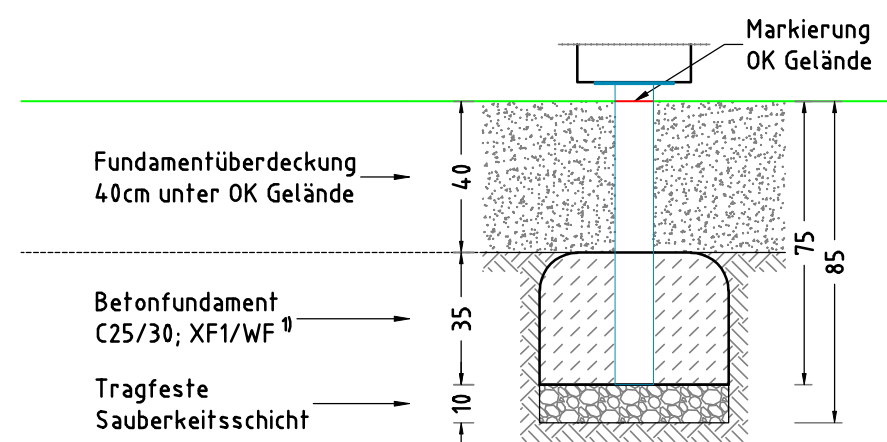 Markierung
OK Gelände
Fundamentüberdeckung
40cm unter OK Gelände
40
75
85
Betonfundament
C25/30; XF1/WF 1)
35
Tragfeste
Sauberkeitsschicht
10